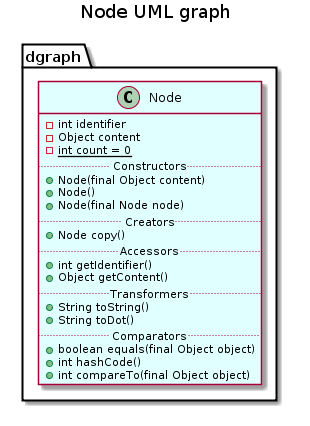 Node UML graph
dgraph
C Node
int identifier
Object content
int count = 0
Constructors
Node(final Object content)
Node()
Node(final Node node)
Creators
Node copy()
Accessors
int getIdentifier()
Object getContent()
Transformers
String toString()
String toDot()
Comparators
boolean equals(final Object object)
int hashCode()
int compareTo(final Object object)